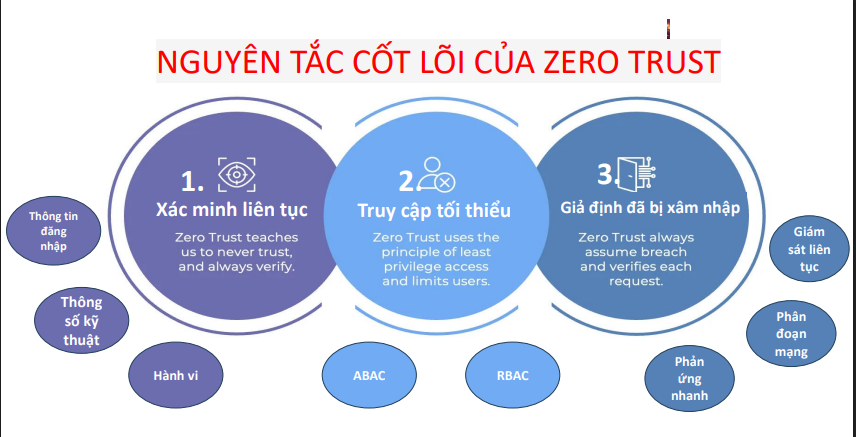 NGUYÊN TẮC CỐT LÕI CỦA ZERO TRUST
1.
Xác minh liên tục
Zero Trust teaches
us to never trust,
and always verify.
2.
Truy cập tối thiểu
Zero Trust uses the
principle of least
privilege access
and limits users.
3.
Giả định đã bị xâm nhập
Zero Trust always
assume breach
and verifies each
request.
Thông tin
đăng
nhập
Thông
số kỹ
thuật
Hành vi
ABAC
RBAC
Phản
ứng
nhanh
Phân
đoạn
mạng
Giám
sát liên
tục